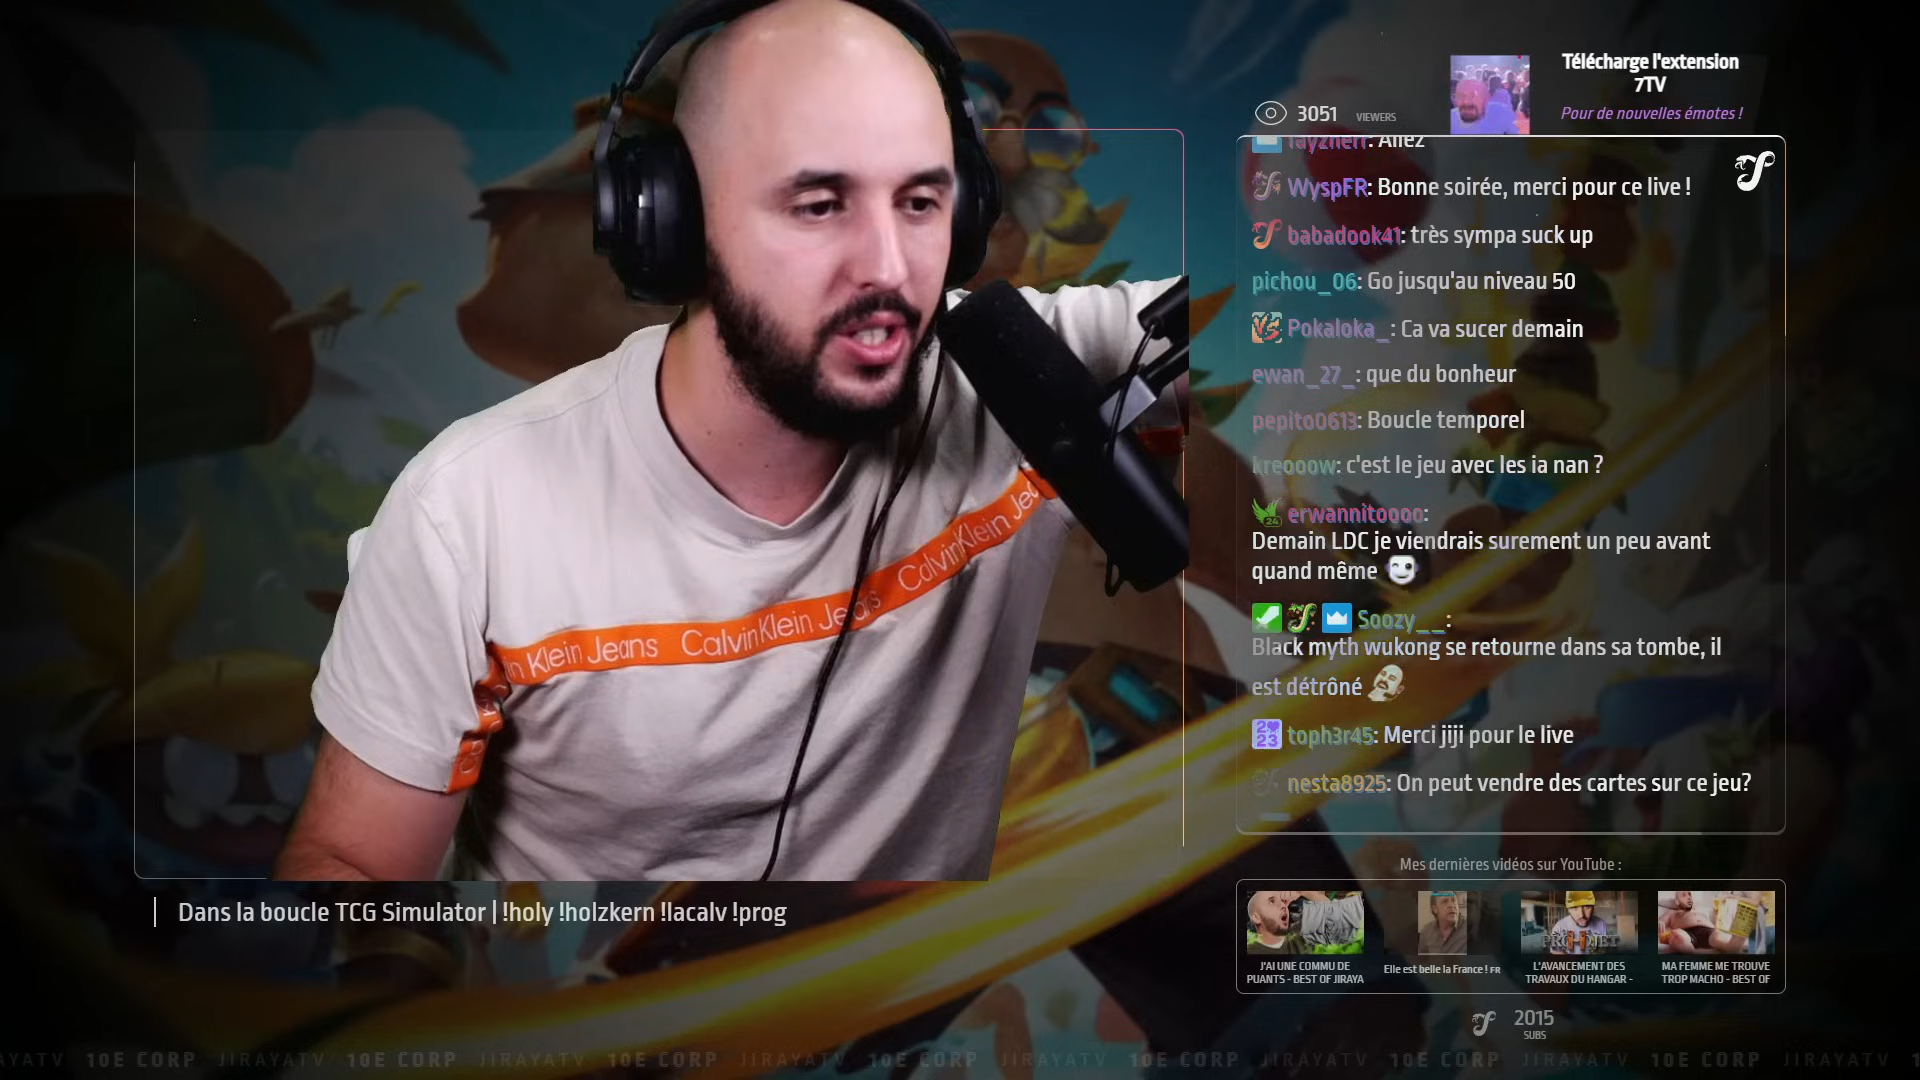 Télécharge l'extension
7TV
Pour de nouvelles émotes !
3051 VIEWERS
rayzherr: Allez
WyspFR: Bonne soirée, merci pour ce live !
babadook41: très sympa suck up
pichou_06: Go jusqu'au niveau 50
Pokaloka_: Ca va sucer demain
ewan_27_: que du bonheur
pepito0613: Boucle temporel
kreooow: c'est le jeu avec les ia nan ?
24 erwannitoooo:
Demain LDC je viendrais surement un peu avant
quand même
Soozy__:
Black myth wukong se retourne dans sa tombe, il
est détrôné
toph3r45: Merci jiji pour le live
nesta8925: On peut vendre des cartes sur ce jeu?
Klein Jeans CalvinKlein Jeans CalvinKlein Jea
Dans la boucle TCG Simulator | !holy !holzkern !lacalv !prog
Mes dernières vidéos sur YouTube :
J'AI UNE COMMU DE
PUANTS - BEST OF JIRAYA
Elle est belle la France ! FR
L'AVANCEMENT DES
TRAVAUX DU HANGAR -
MA FEMME ME TROUVE
TROP MACHO - BEST OF
2015
SUBS
AYATV 10E CORP JIRAYATV 10E CORP JIRAYATV 10E CORP JIRAYATV 10E CORP JIRAYATV 10E CORP JIRAYATV 10E CORP JIRAYATV 10E CORP JIRAYATV